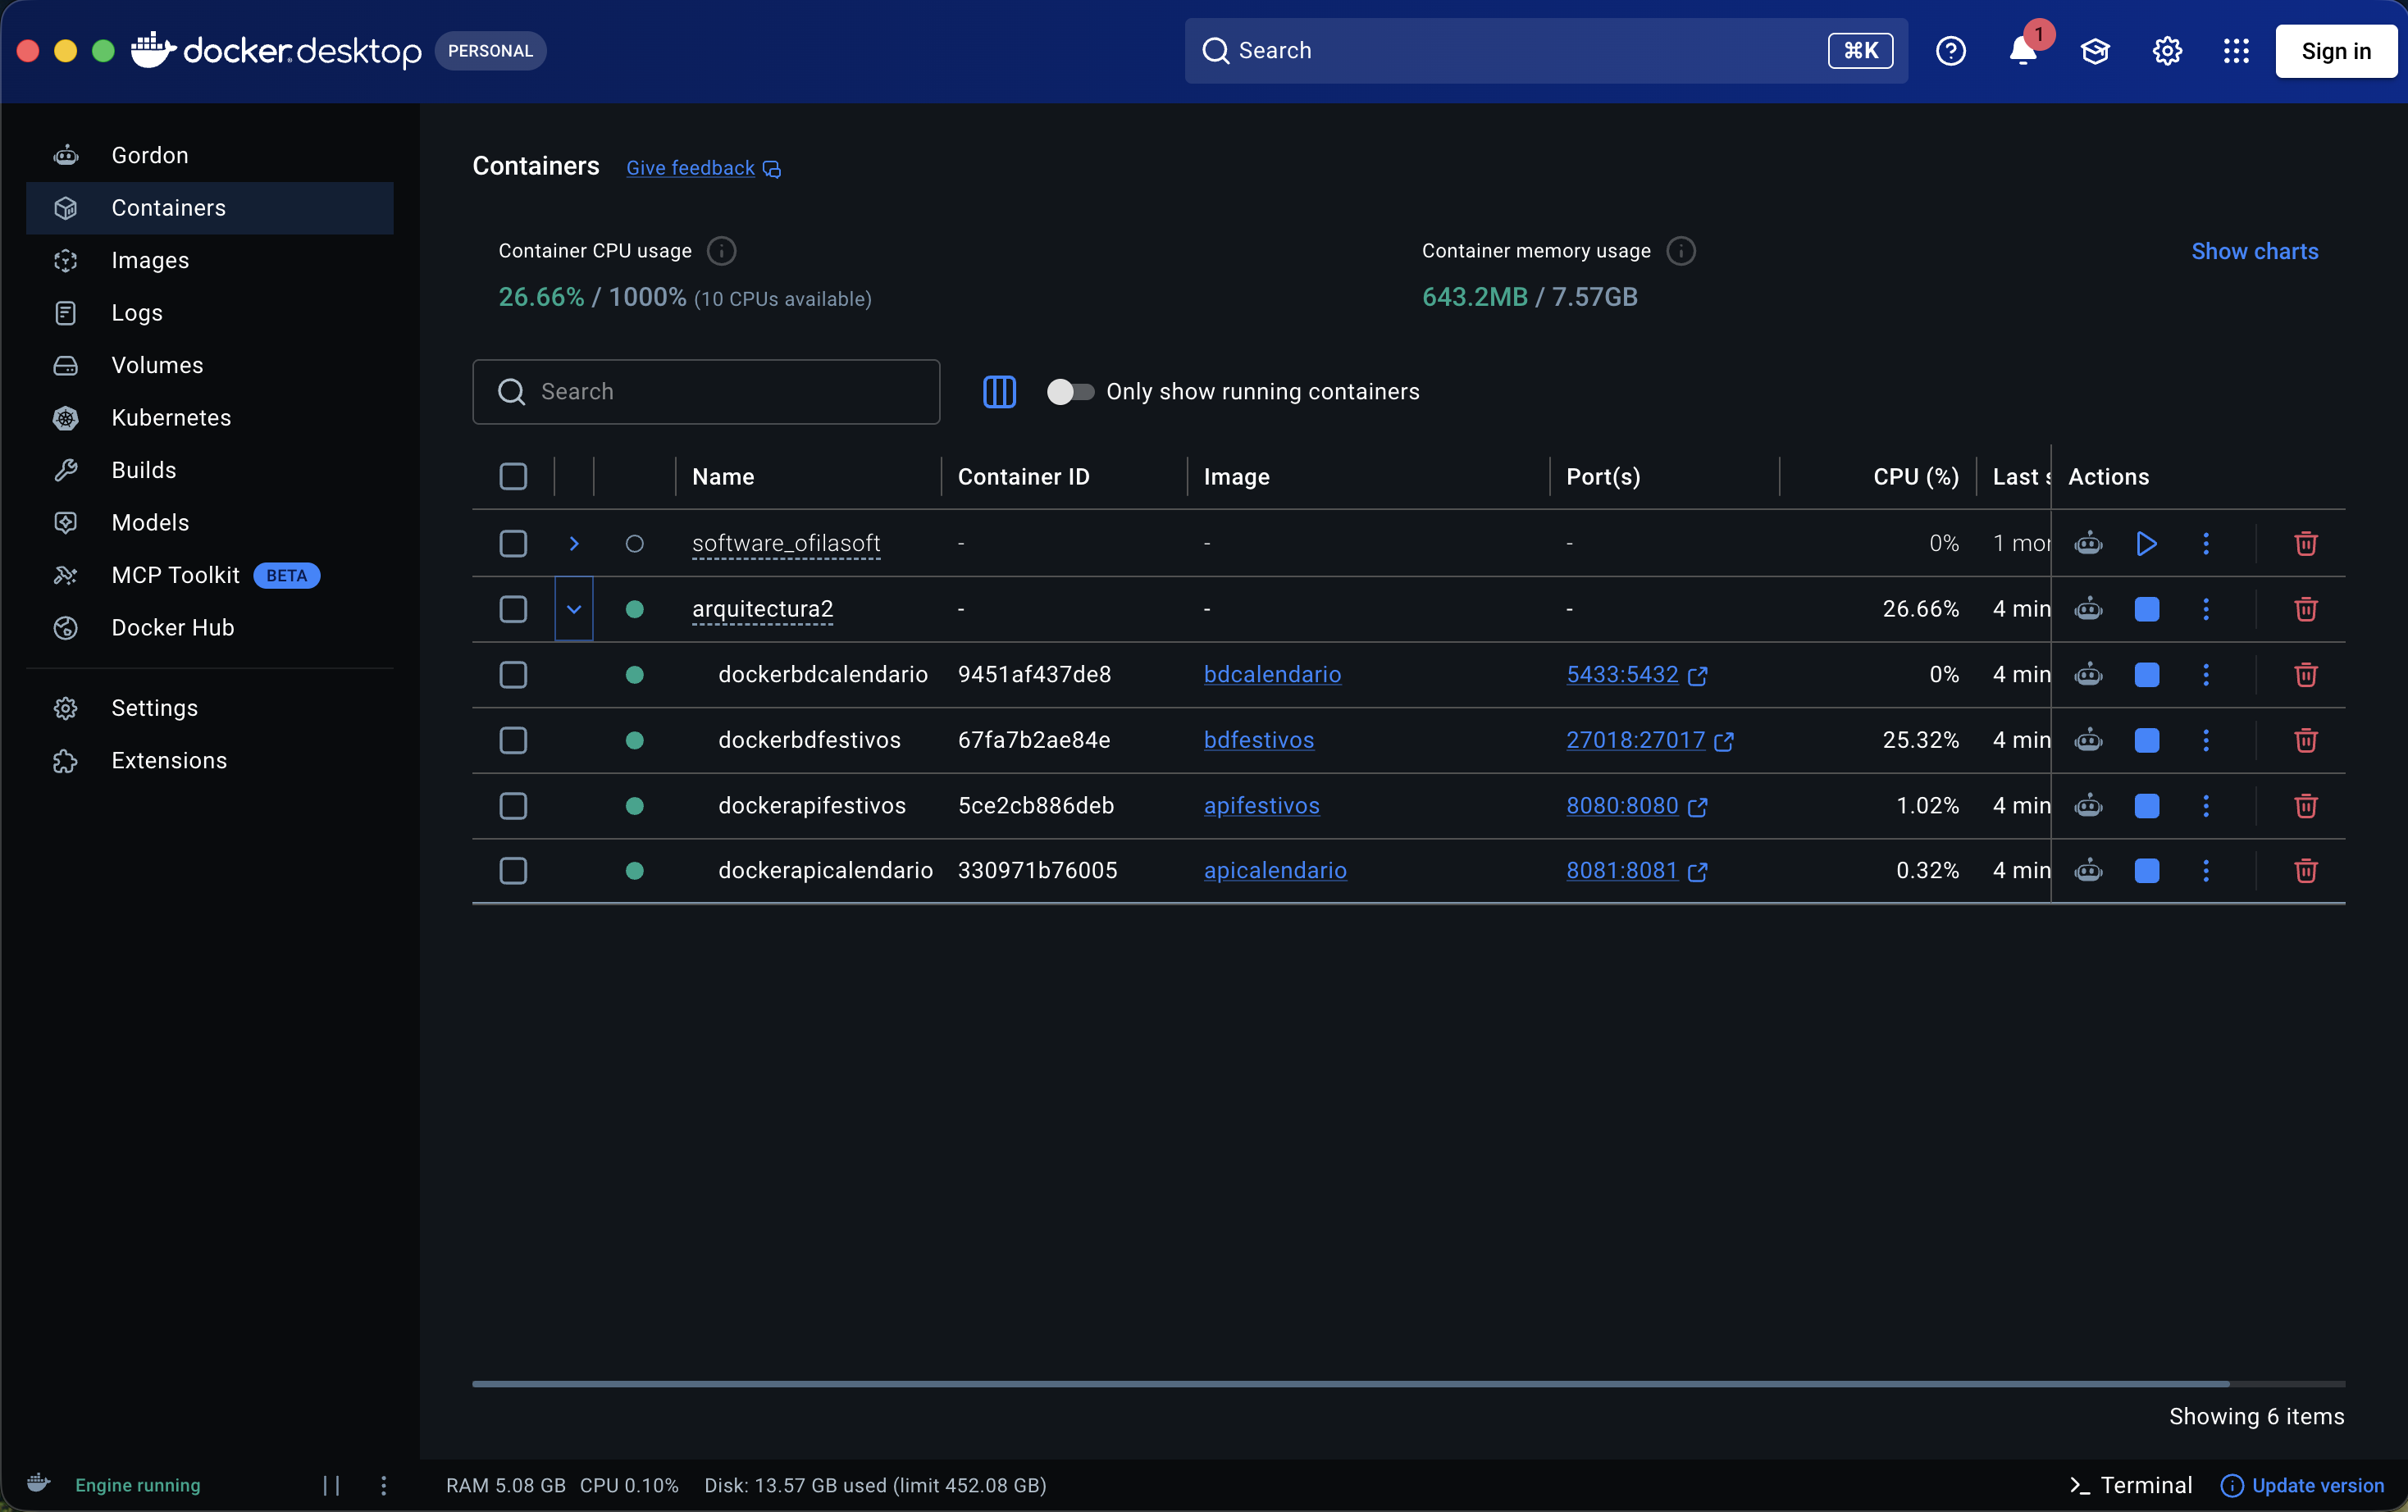 docker desktop PERSONAL
Search
⌘K
1
Sign in
Gordon
Containers
Images
Logs
Volumes
Kubernetes
Builds
Models
MCP Toolkit BETA
Docker Hub
Settings
Extensions
Containers Give feedback
Container CPU usage
26.66% / 1000% (10 CPUs available)
Container memory usage
643.2MB / 7.57GB
Show charts
Search
Only show running containers
Name Container ID Image Port(s) CPU (%) Last s Actions
software_ofilasoft - - - 0% 1 mor
arquitectura2 - - - 26.66% 4 min
dockerbdcalendario 9451af437de8 bdcalendario 5433:5432 0% 4 min
dockerbdfestivos 67fa7b2ae84e bdfestivos 27018:27017 25.32% 4 min
dockerapifestivos 5ce2cb886deb apifestivos 8080:8080 1.02% 4 min
dockerapicalendario 330971b76005 apicalendario 8081:8081 0.32% 4 min
Showing 6 items
Engine running
RAM 5.08 GB CPU 0.10% Disk: 13.57 GB used (limit 452.08 GB)
Terminal
Update version